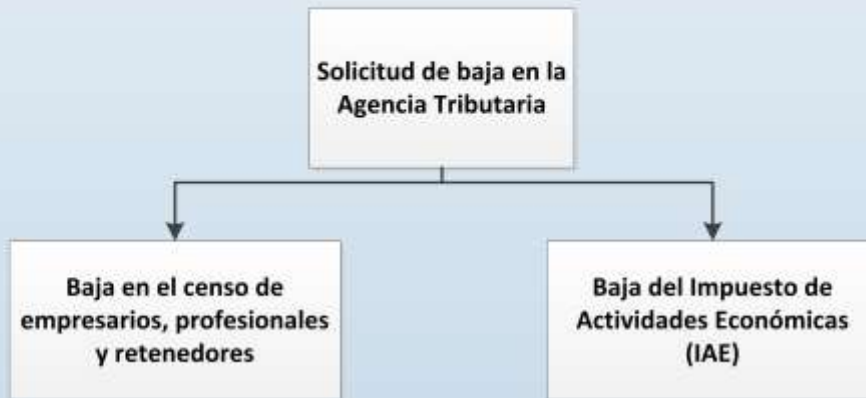 Solicitud de baja en la
Agencia Tributaria
Baja en el censo de
empresarios, profesionales
y retenedores
Baja del Impuesto de
Actividades Económicas
(IAE)